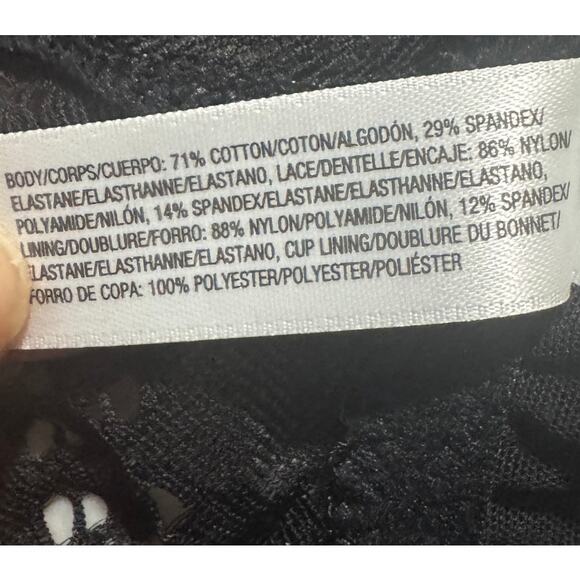 BODY/CORPS/CUERPO: 71% COTTON/COTON/ALGODÓN, 29% SPANDEX/
ELASTANE/ELASTHANNE/ELASTANO, LACE/DENTELLE/ENCAJE: 86% NYLON/
POLYAMIDE/NILÓN, 14% SPANDEX/ELASTANE/ELASTHANNE/ELASTANO,
LINING/DOUBLURE/FORRO: 88% NYLON/POLYAMIDE/NILÓN, 12% SPANDEX/
ELASTANE/ELASTHANNE/ELASTANO, CUP LINING/DOUBLURE DU BONNET/
FORRO DE COPA: 100% POLYESTER/POLYESTER/POLIÉSTER